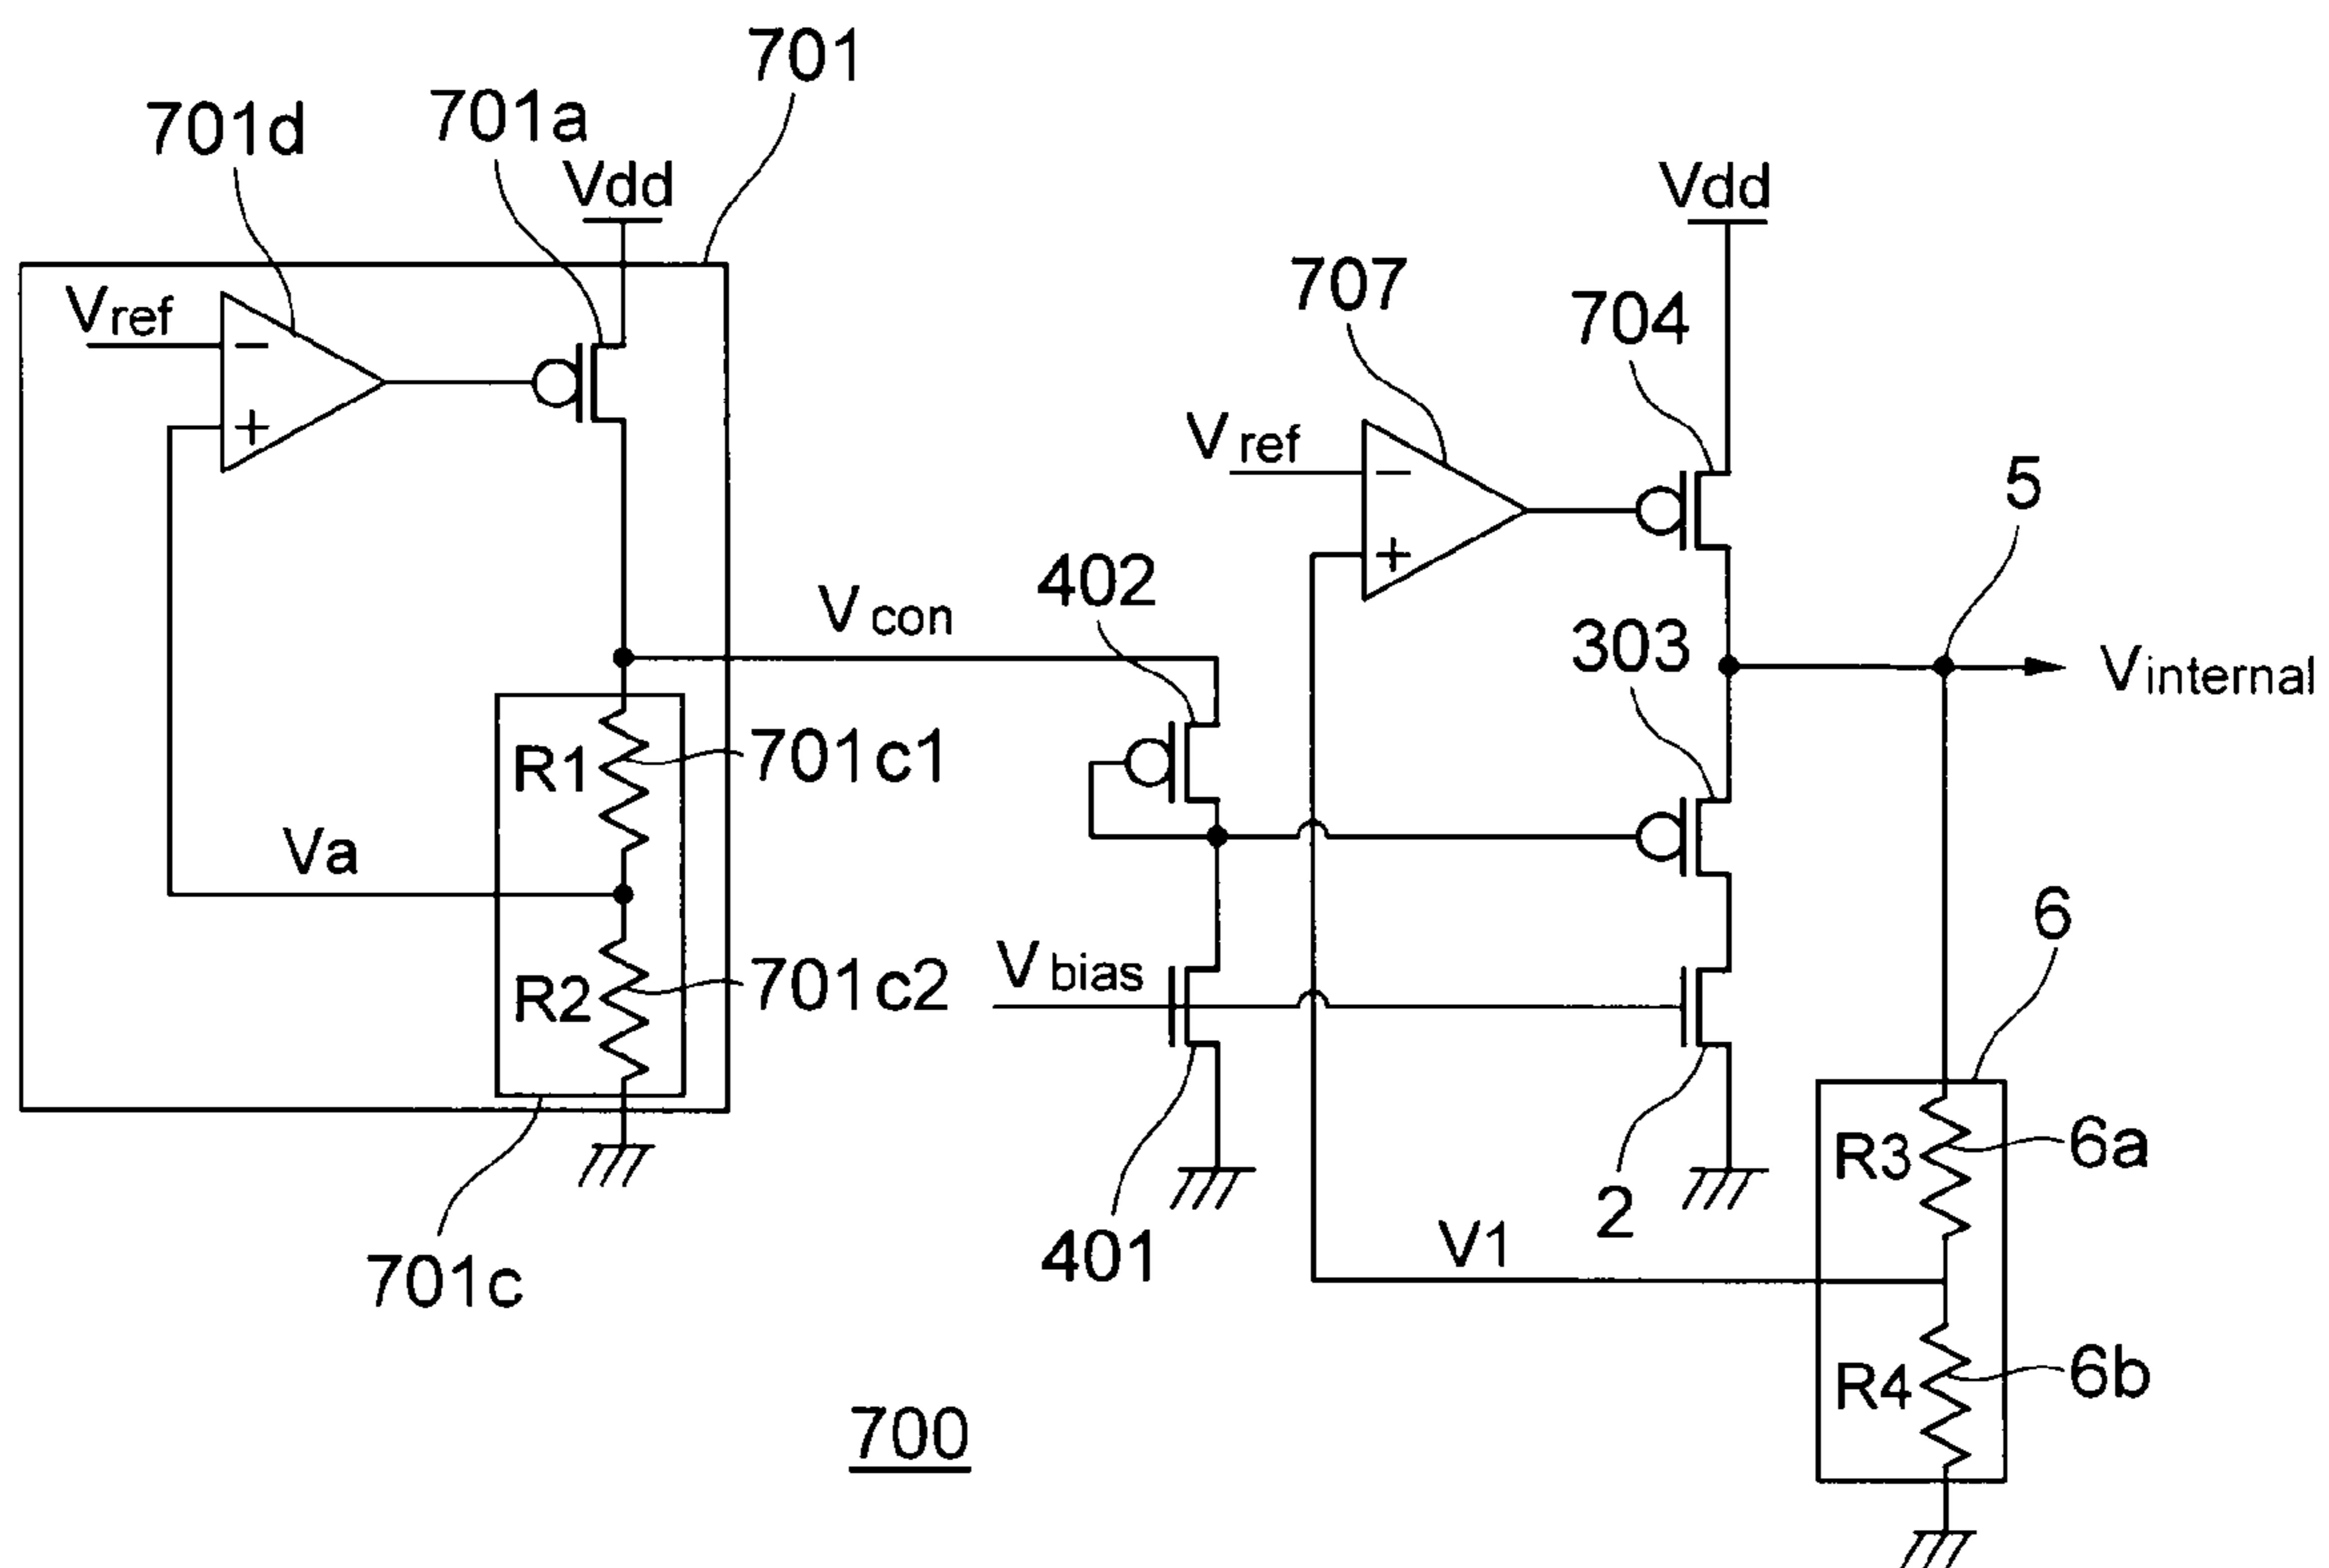 701
701d
701a
Vdd
Vdd
Vref
−
+
707
704
Vref
−
+
5
402
Vcon
303
Vinternal
R1
701c1
Va
6
Vbias
R2
701c2
R3
6a
2
V1
401
701c
R4
6b
700